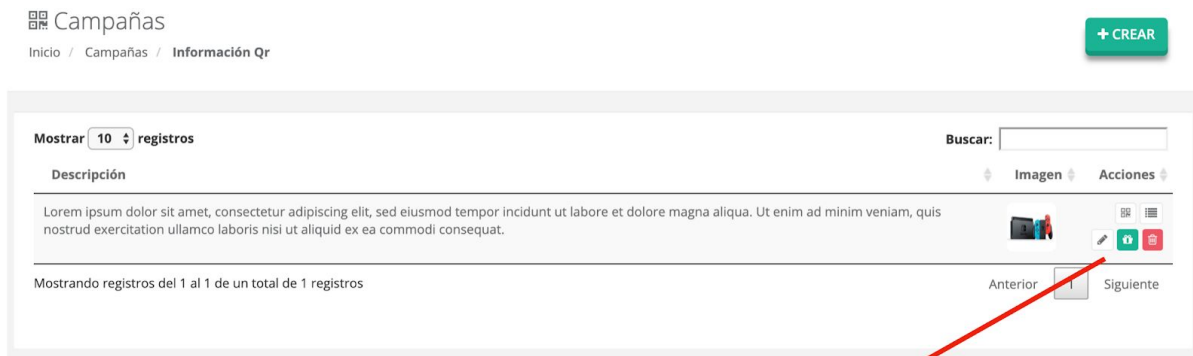 Campañas
+ CREAR
Inicio / Campañas / Información Qr
Mostrar 10 registros
Buscar:
Descripción Imagen Acciones
Lorem ipsum dolor sit amet, consectetur adipiscing elit, sed eiusmod tempor incidunt ut labore et dolore magna aliqua. Ut enim ad minim veniam, quis
nostrud exercitation ullamco laboris nisi ut aliquid ex ea commodi consequat.
Mostrando registros del 1 al 1 de un total de 1 registros
Anterior 1 Siguiente